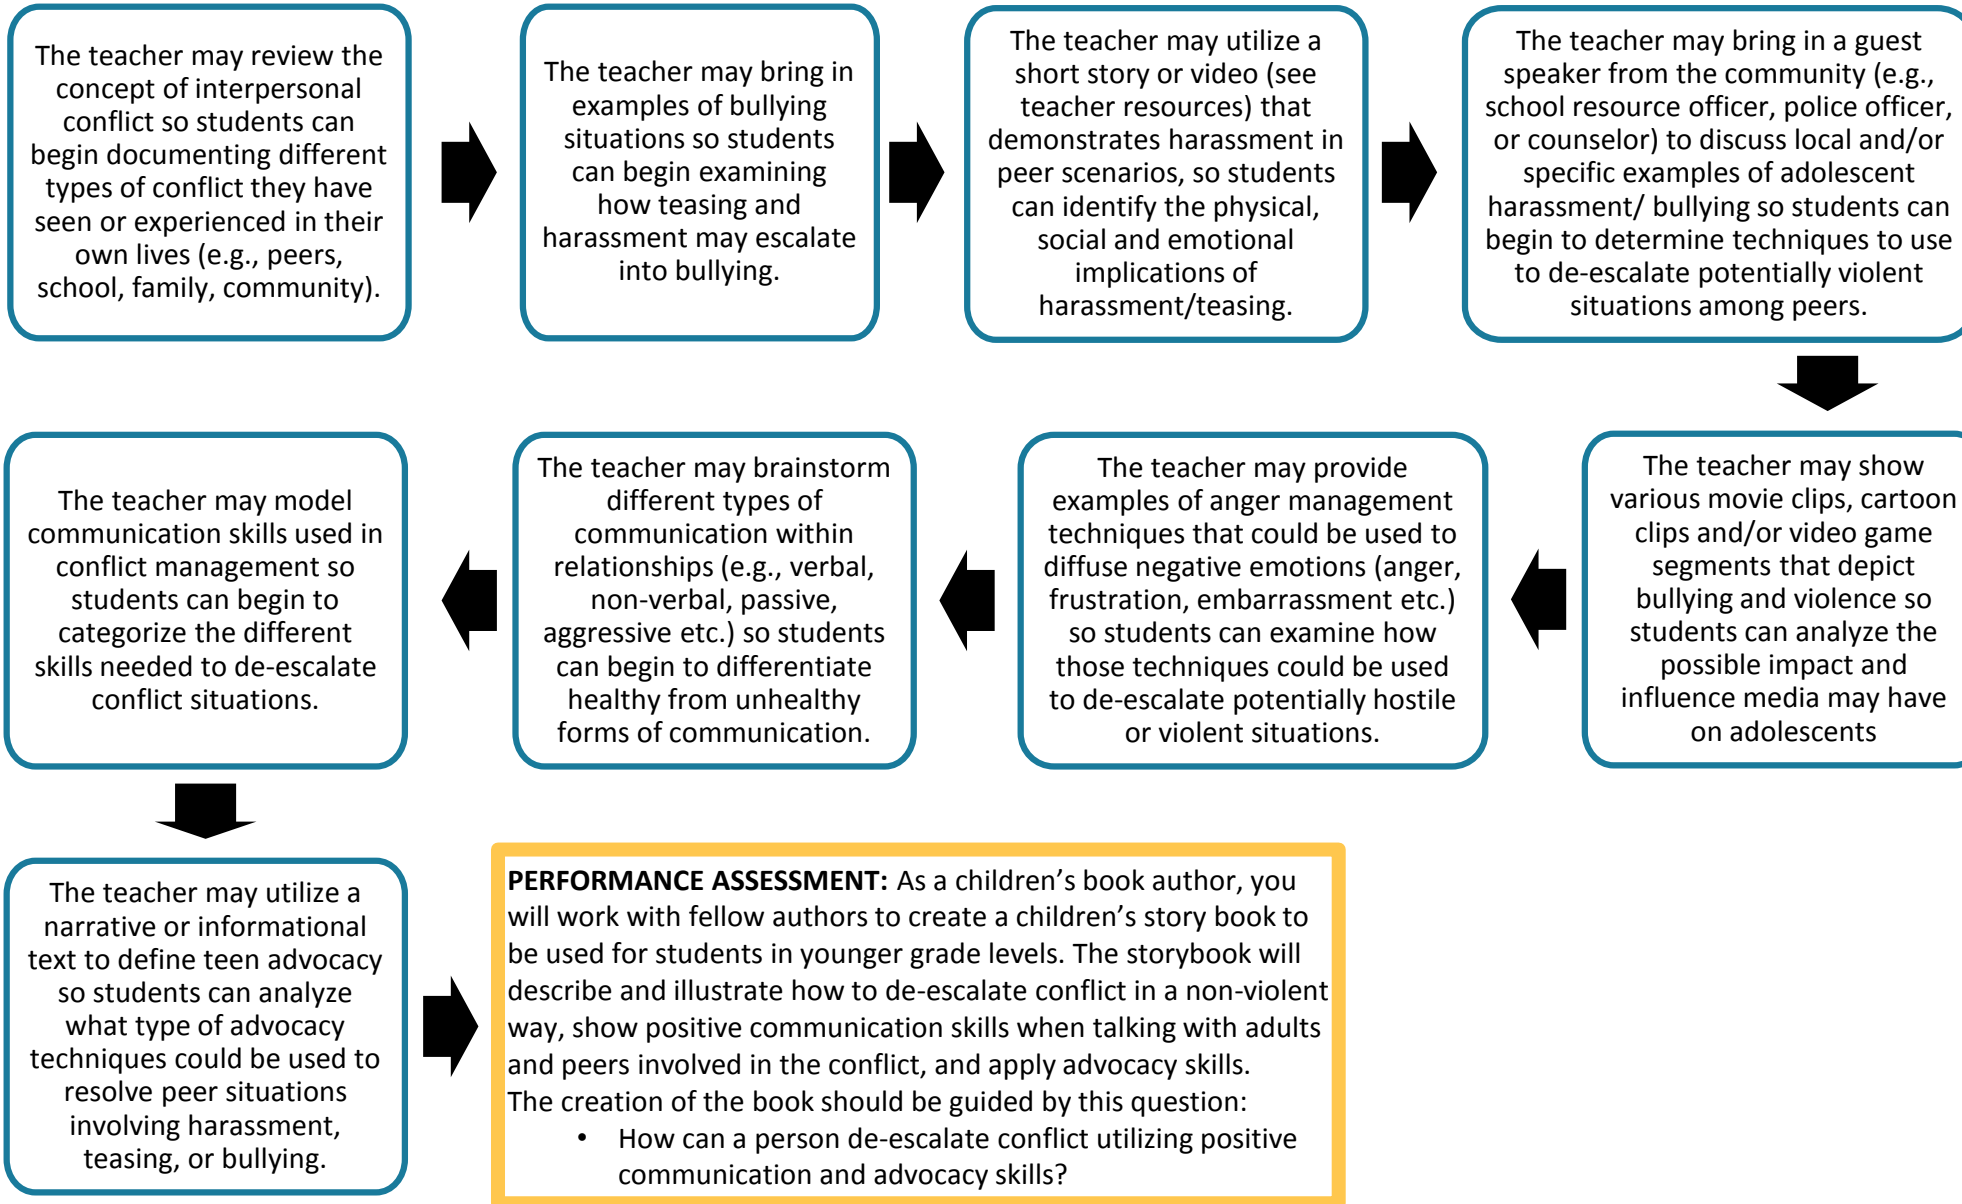 The teacher may review the
concept of interpersonal
conflict so students can
begin documenting different
types of conflict they have
seen or experienced in their
own lives (e.g., peers,
school, family, community).
The teacher may bring in
examples of bullying
situations so students
can begin examining
how teasing and
harassment may escalate
into bullying.
The teacher may utilize a
short story or video (see
teacher resources) that
demonstrates harassment in
peer scenarios, so students
can identify the physical,
social and emotional
implications of
harassment/teasing.
The teacher may bring in a guest
speaker from the community (e.g.,
school resource officer, police officer,
or counselor) to discuss local and/or
specific examples of adolescent
harassment/ bullying so students can
begin to determine techniques to use
to de-escalate potentially violent
situations among peers.
The teacher may show
various movie clips, cartoon
clips and/or video game
segments that depict
bullying and violence so
students can analyze the
possible impact and
influence media may have
on adolescents
The teacher may provide
examples of anger management
techniques that could be used to
diffuse negative emotions (anger,
frustration, embarrassment etc.)
so students can examine how
those techniques could be used
to de-escalate potentially hostile
or violent situations.
The teacher may brainstorm
different types of
communication within
relationships (e.g., verbal,
non-verbal, passive,
aggressive etc.) so students
can begin to differentiate
healthy from unhealthy
forms of communication.
The teacher may model
communication skills used in
conflict management so
students can begin to
categorize the different
skills needed to de-escalate
conflict situations.
The teacher may utilize a
narrative or informational
text to define teen advocacy
so students can analyze
what type of advocacy
techniques could be used to
resolve peer situations
involving harassment,
teasing, or bullying.
PERFORMANCE ASSESSMENT: As a children’s book author, you
will work with fellow authors to create a children’s story book to
be used for students in younger grade levels. The storybook will
describe and illustrate how to de-escalate conflict in a non-violent
way, show positive communication skills when talking with adults
and peers involved in the conflict, and apply advocacy skills.
The creation of the book should be guided by this question:
• How can a person de-escalate conflict utilizing positive
communication and advocacy skills?